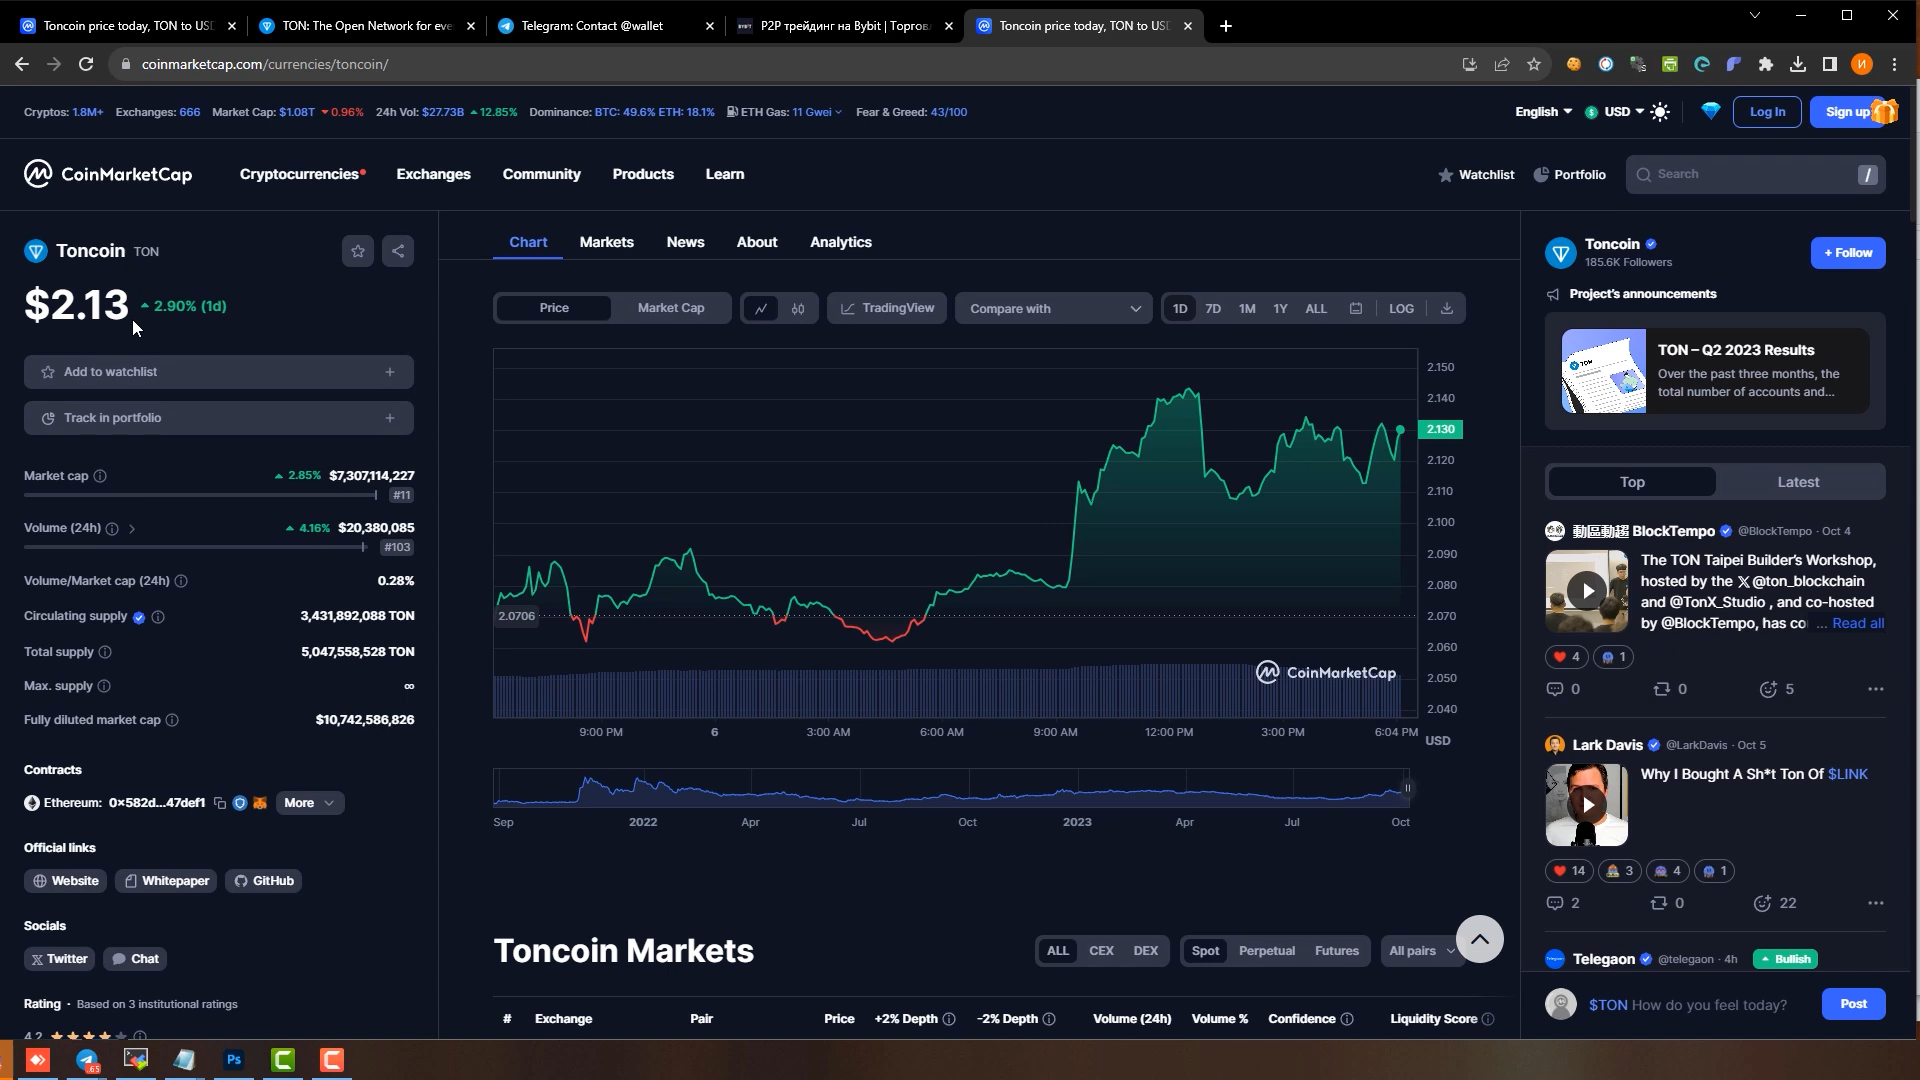 Toncoin price today, TON to USD
TON: The Open Network for eve
Telegram: Contact @wallet
P2P трейдинг на Bybit | Торгов
Toncoin price today, TON to USD
coinmarketcap.com/currencies/toncoin/
Cryptos: 1.8M+ Exchanges: 666 Market Cap: $1.08T 0.96% 24h Vol: $27.73B 12.85% Dominance: BTC: 49.6% ETH: 18.1% ETH Gas: 11 Gwei Fear & Greed: 43/100
English USD Log In Sign up
CoinMarketCap
Cryptocurrencies Exchanges Community Products Learn
Watchlist Portfolio Search /
Toncoin TON
$2.13 2.90% (1d)
Add to watchlist +
Track in portfolio +
Market cap 2.85% $7,307,114,227
#11
Volume (24h) 4.16% $20,380,085
#103
Volume/Market cap (24h) 0.28%
Circulating supply 3,431,892,088 TON
Total supply 5,047,558,528 TON
Max. supply ∞
Fully diluted market cap $10,742,586,826
Contracts
Ethereum: 0x582d...47def1 More
Official links
Website Whitepaper GitHub
Socials
Twitter Chat
Rating · Based on 3 institutional ratings
4.2
Chart Markets News About Analytics
Price Market Cap TradingView Compare with 1D 7D 1M 1Y ALL LOG
2.150
2.140
2.130
2.120
2.110
2.100
2.090
2.080
2.0706
2.070
2.060
2.050
2.040
CoinMarketCap
9:00 PM 6 3:00 AM 6:00 AM 9:00 AM 12:00 PM 3:00 PM 6:04 PM
USD
Sep 2022 Apr Jul Oct 2023 Apr Jul Oct
Toncoin Markets
ALL CEX DEX Spot Perpetual Futures All pairs
# Exchange Pair Price +2% Depth -2% Depth Volume (24h) Volume % Confidence Liquidity Score
Toncoin
185.6K Followers
+ Follow
Project's announcements
TON – Q2 2023 Results
Over the past three months, the
total number of accounts and...
Top Latest
動區動趨 BlockTempo @BlockTempo · Oct 4
The TON Taipei Builder's Workshop,
hosted by the X @ton_blockchain
and @TonX_Studio , and co-hosted
by @BlockTempo, has co ... Read all
4 1
0 0 5
Lark Davis @LarkDavis · Oct 5
Why I Bought A Sh*t Ton Of $LINK
14 3 4 1
2 0 22
Telegaon @telegaon · 4h Bullish
$TON How do you feel today?
Post
.65
Ps